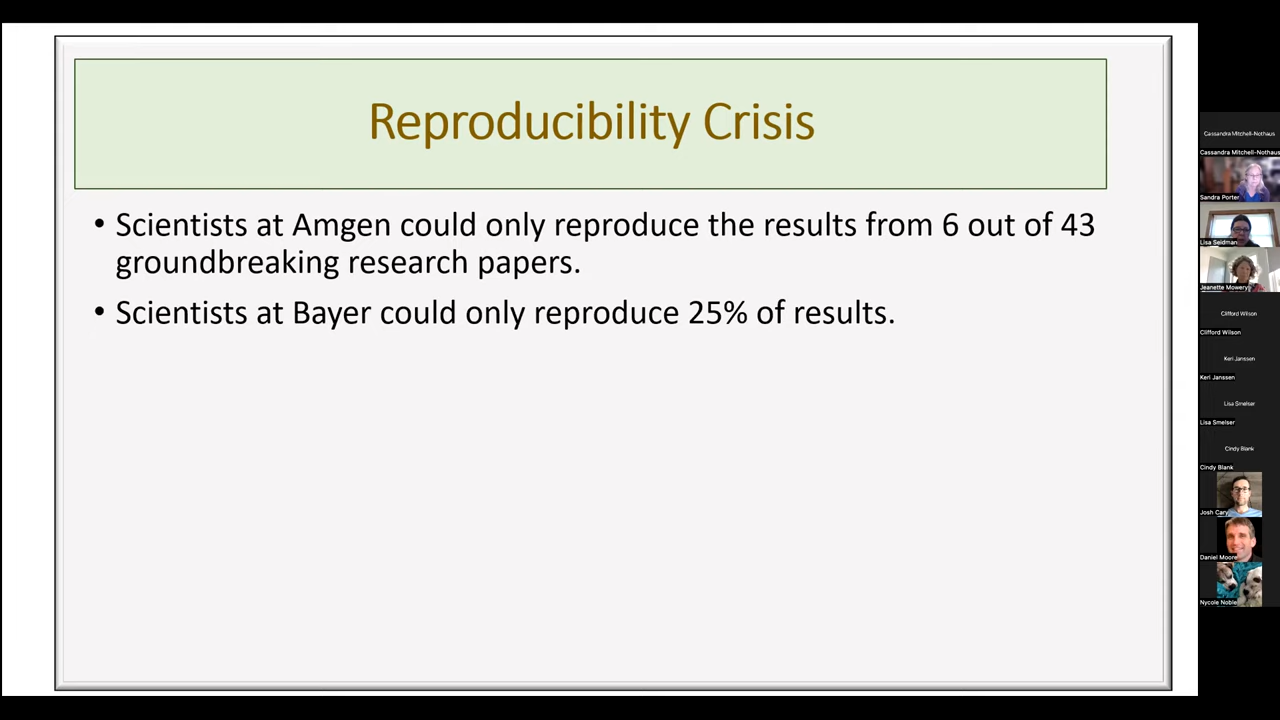 Reproducibility Crisis
• Scientists at Amgen could only reproduce the results from 6 out of 43
groundbreaking research papers.
• Scientists at Bayer could only reproduce 25% of results.
Cassandra Mitchell-Nothaus
Cassandra Mitchell-Nothaus
Sandra Porter
Lisa Seidman
Jeanette Mowery
Clifford Wilson
Clifford Wilson
Keri Janssen
Keri Janssen
Lisa Smelser
Lisa Smelser
Cindy Blank
Cindy Blank
Josh Cary
Daniel Moore
Nycole Noble